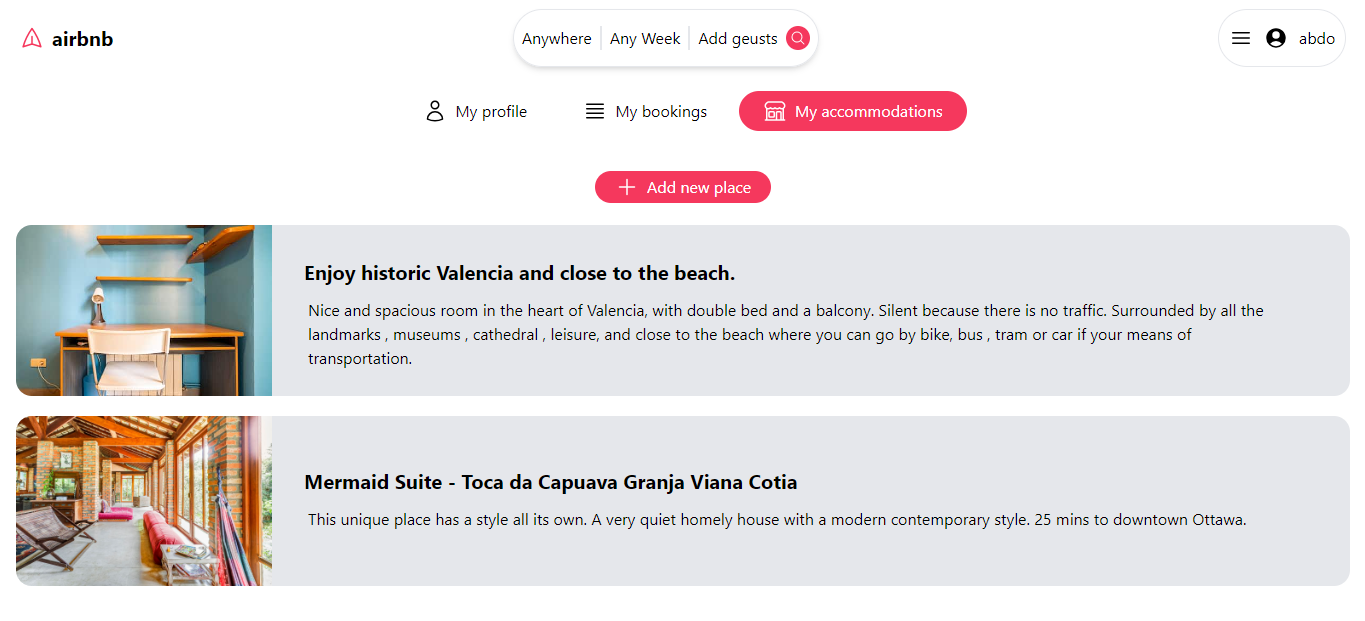 airbnb
Anywhere
Any Week
Add geusts
abdo
My profile
My bookings
My accommodations
Add new place
Enjoy historic Valencia and close to the beach.
Nice and spacious room in the heart of Valencia, with double bed and a balcony. Silent because there is no traffic. Surrounded by all the
landmarks , museums , cathedral , leisure, and close to the beach where you can go by bike, bus , tram or car if your means of
transportation.
Mermaid Suite - Toca da Capuava Granja Viana Cotia
This unique place has a style all its own. A very quiet homely house with a modern contemporary style. 25 mins to downtown Ottawa.